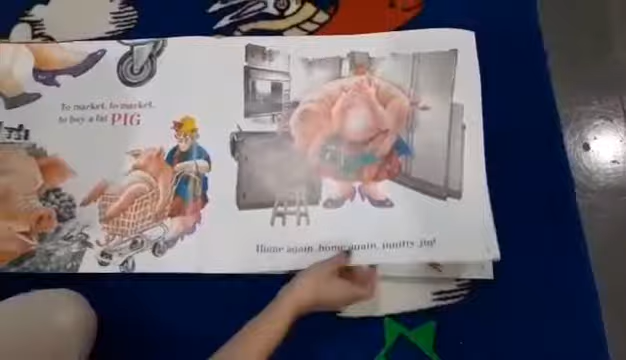 To market, to market,
to buy a fat PIG
Home again, home again, jiggity jig!